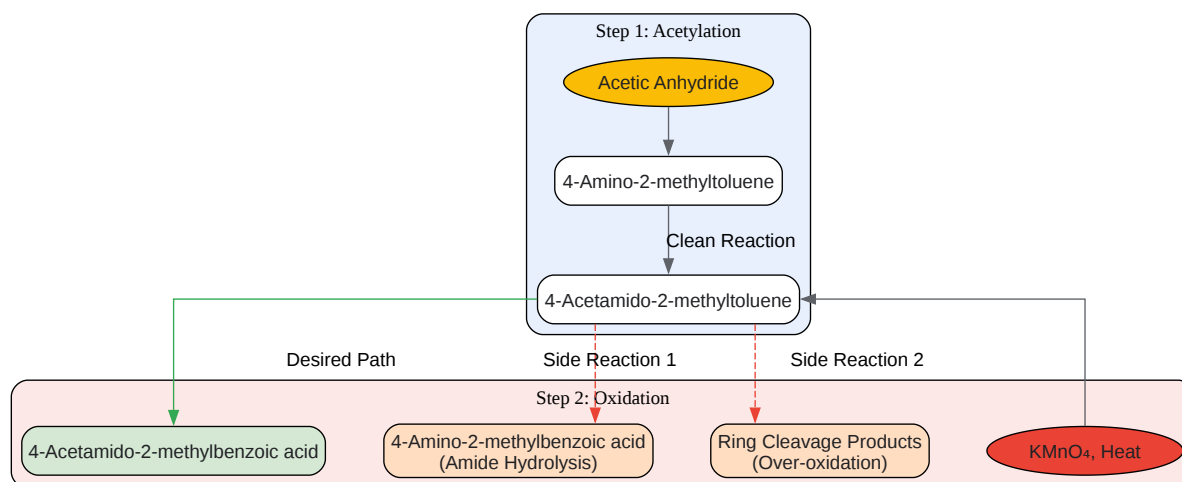 Step 1: Acetylation
Acetic Anhydride
4-Amino-2-methyltoluene
Clean Reaction
4-Acetamido-2-methyltoluene
Desired Path
Side Reaction 1
Side Reaction 2
Step 2: Oxidation
4-Acetamido-2-methylbenzoic acid
4-Amino-2-methylbenzoic acid
(Amide Hydrolysis)
Ring Cleavage Products
(Over-oxidation)
KMnO₄, Heat